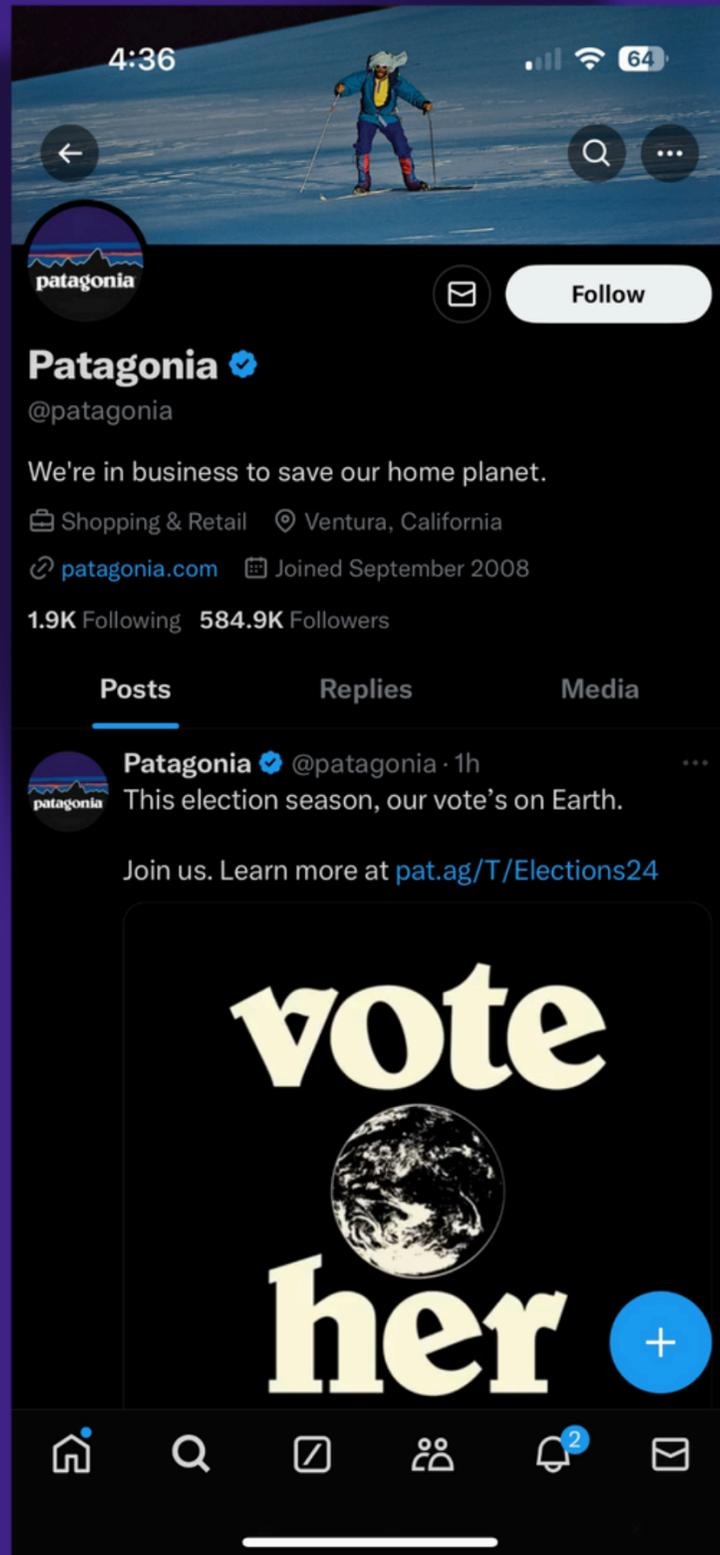 4:36
64
patagonia
Follow
Patagonia
@patagonia
We're in business to save our home planet.
Shopping & Retail Ventura, California
patagonia.com Joined September 2008
1.9K Following 584.9K Followers
Posts Replies Media
Patagonia @patagonia · 1h
patagonia
This election season, our vote’s on Earth.
Join us. Learn more at pat.ag/T/Elections24
vote
her
2